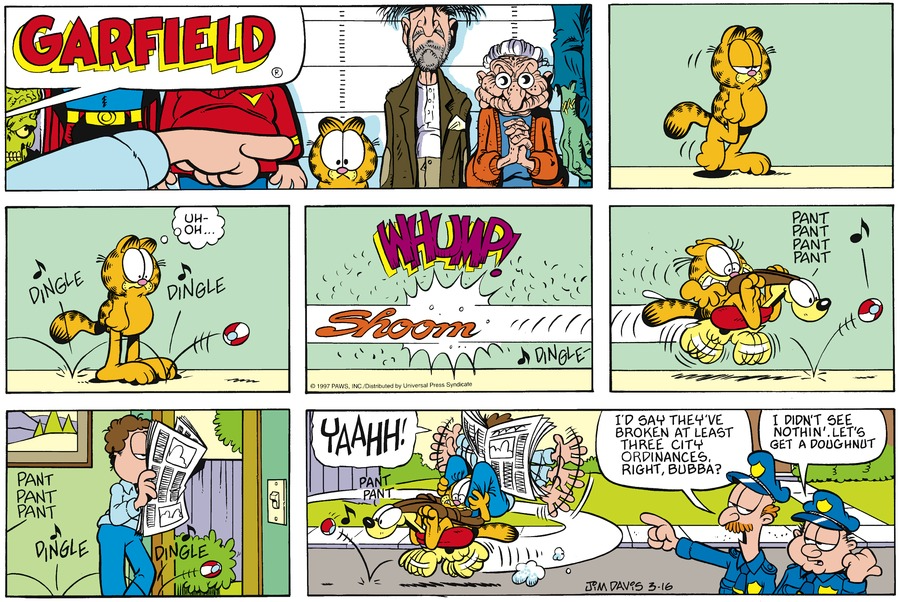 GARFIELD
®
DINGLE
UH-
OH...
DINGLE
WHUMP!
Shoom
DINGLE-
© 1997 PAWS, INC./Distributed by Universal Press Syndicate
PANT
PANT
PANT
PANT
PANT
PANT
PANT
DINGLE
DINGLE
YAAHH!
PANT
PANT
I'D SAY THEY'VE
BROKEN AT LEAST
THREE CITY
ORDINANCES.
RIGHT, BUBBA?
I DIDN'T SEE
NOTHIN'. LET'S
GET A DOUGHNUT
JIM DAVIS 3-16